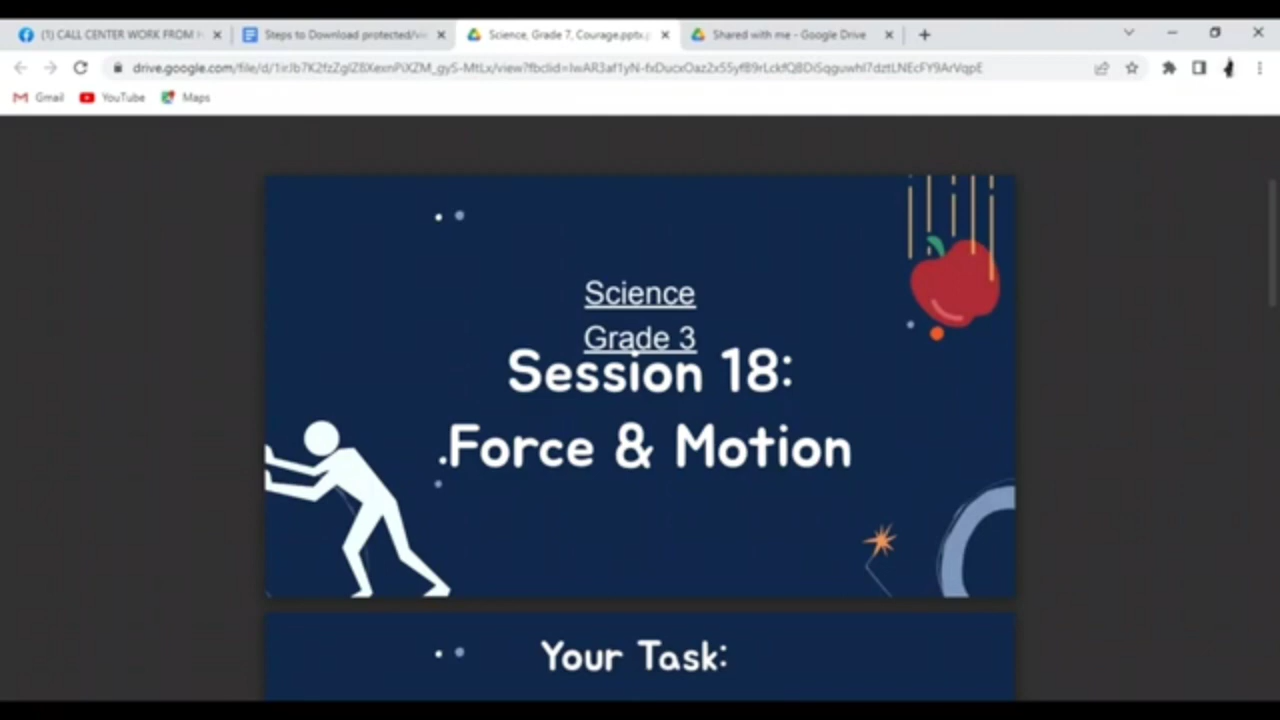 (1) CALL CENTER WORK FROM
Steps to Download protected/vi
Science, Grade 7, Courage.pptx.p
Shared with me - Google Drive
Gmail
YouTube
Maps
Science
Grade 3
Session 18:
Force & Motion
Your Task: